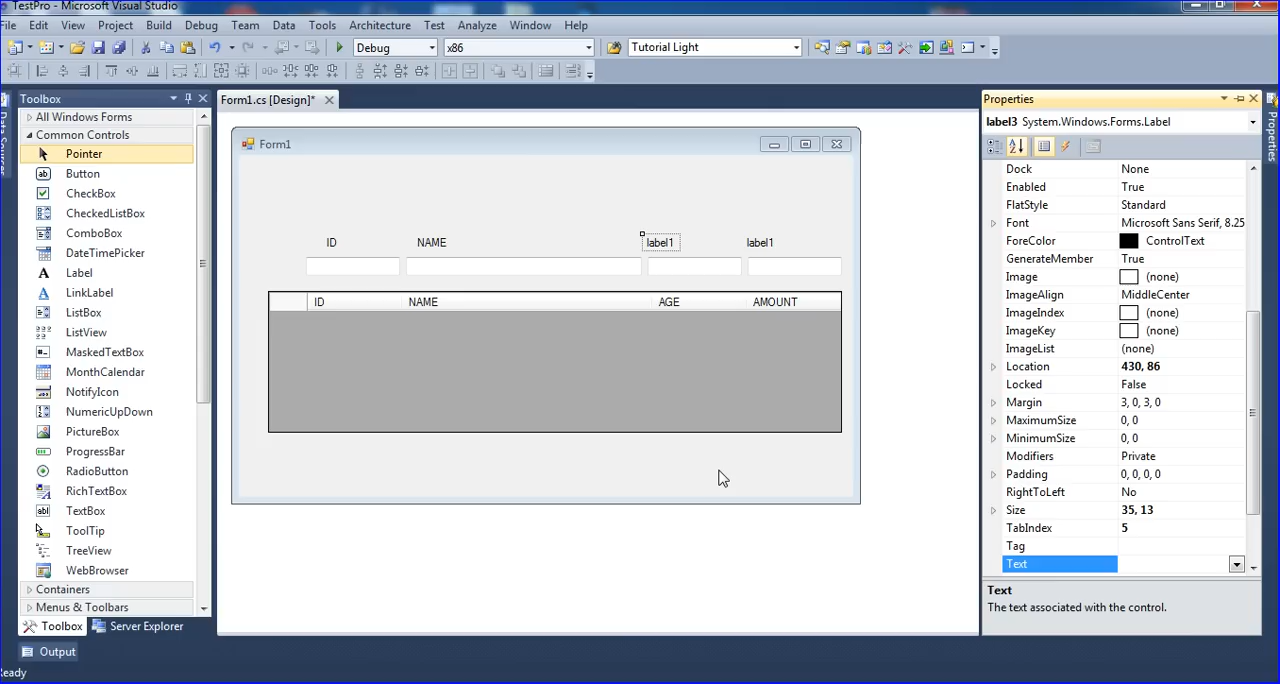 TestPro - Microsoft Visual Studio
File Edit View Project Build Debug Team Data Tools Architecture Test Analyze Window Help
Debug x86 Tutorial Light
Toolbox
All Windows Forms
Common Controls
Pointer
Button
CheckBox
CheckedListBox
ComboBox
DateTimePicker
Label
LinkLabel
ListBox
ListView
MaskedTextBox
MonthCalendar
NotifyIcon
NumericUpDown
PictureBox
ProgressBar
RadioButton
RichTextBox
TextBox
ToolTip
TreeView
WebBrowser
Containers
Menus & Toolbars
Toolbox Server Explorer
Output
Ready
Data Sources
Form1.cs [Design]*
Form1
ID NAME label1 label1
ID NAME AGE AMOUNT
Properties
label3 System.Windows.Forms.Label
Dock None
Enabled True
FlatStyle Standard
Font Microsoft Sans Serif, 8.25
ForeColor ControlText
GenerateMember True
Image (none)
ImageAlign MiddleCenter
ImageIndex (none)
ImageKey (none)
ImageList (none)
Location 430, 86
Locked False
Margin 3, 0, 3, 0
MaximumSize 0, 0
MinimumSize 0, 0
Modifiers Private
Padding 0, 0, 0, 0
RightToLeft No
Size 35, 13
TabIndex 5
Tag
Text
Text
The text associated with the control.
Properties